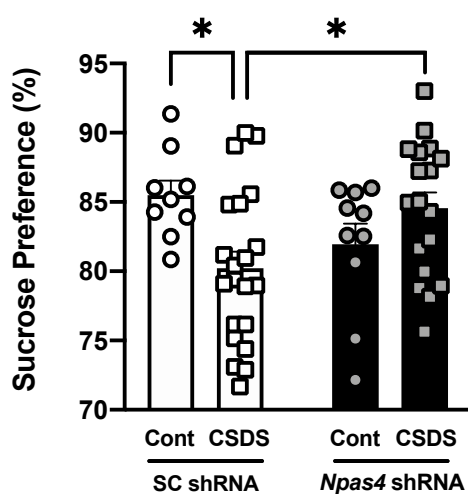 * *
Sucrose Preference (%)
95
90
85
80
75
70
Cont CSDS Cont CSDS
SC shRNA Npas4 shRNA